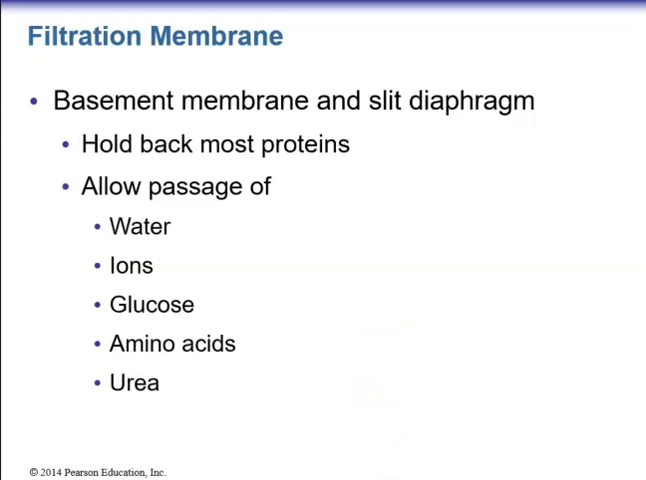 Filtration Membrane
• Basement membrane and slit diaphragm
• Hold back most proteins
• Allow passage of
• Water
• Ions
• Glucose
• Amino acids
• Urea
© 2014 Pearson Education, Inc.